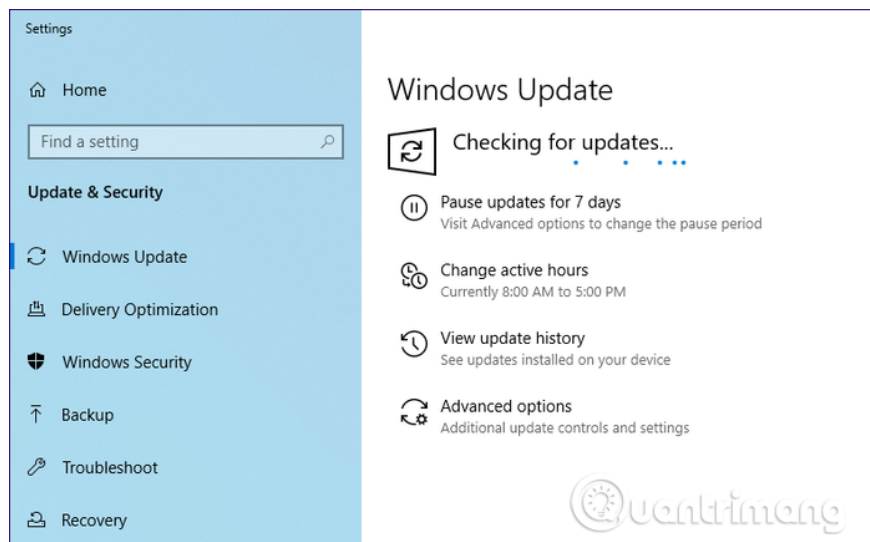 Settings
Home
Find a setting
Update & Security
Windows Update
Delivery Optimization
Windows Security
Backup
Troubleshoot
Recovery
Windows Update
Checking for updates...
Pause updates for 7 days
Visit Advanced options to change the pause period
Change active hours
Currently 8:00 AM to 5:00 PM
View update history
See updates installed on your device
Advanced options
Additional update controls and settings
Quantrimang